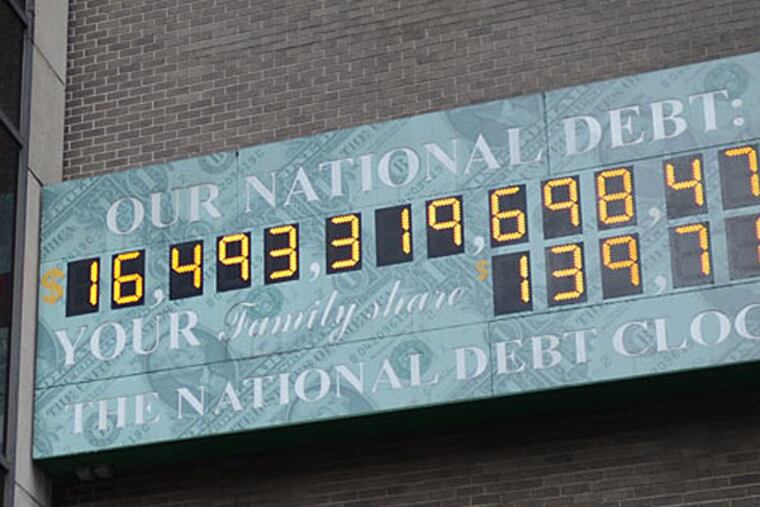 OUR NATIONAL DEBT:
$16,493,319,698,47
YOUR Family share $139,7
THE NATIONAL DEBT CLOC